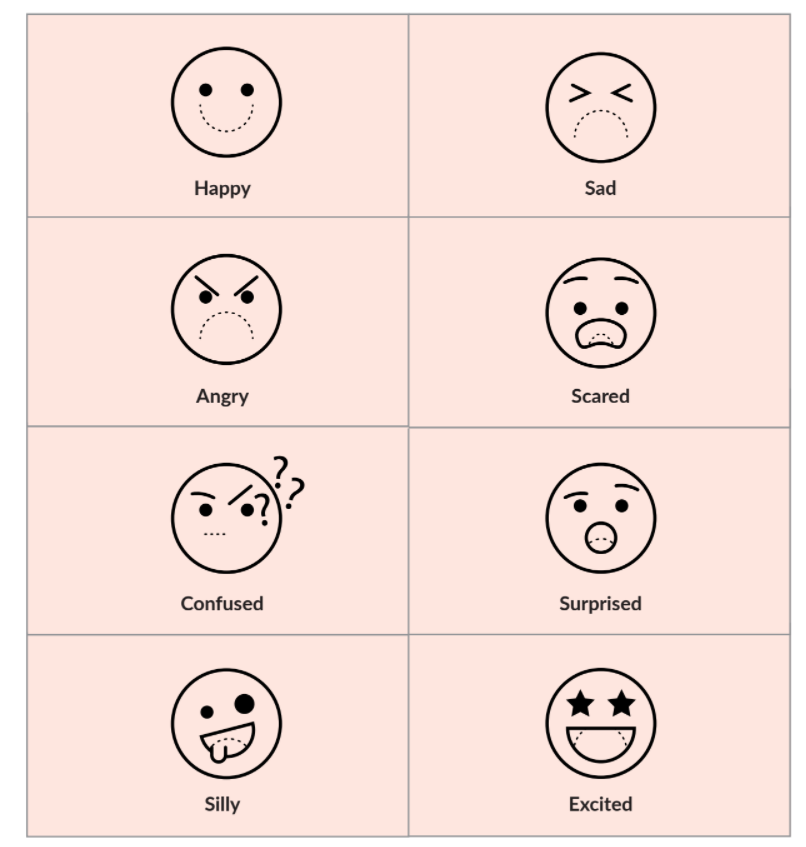 Happy
Sad
Angry
Scared
? ? ?
Confused
Surprised
Silly
Excited